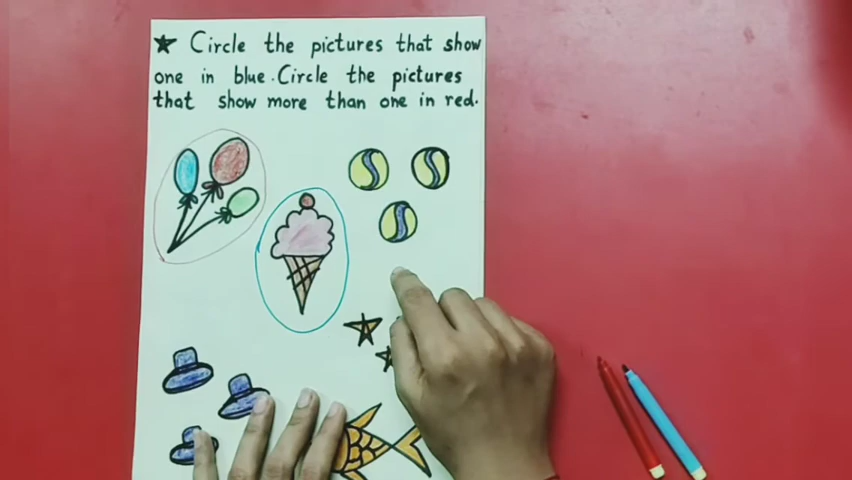 ★ Circle the pictures that show
one in blue. Circle the pictures
that show more than one in red.